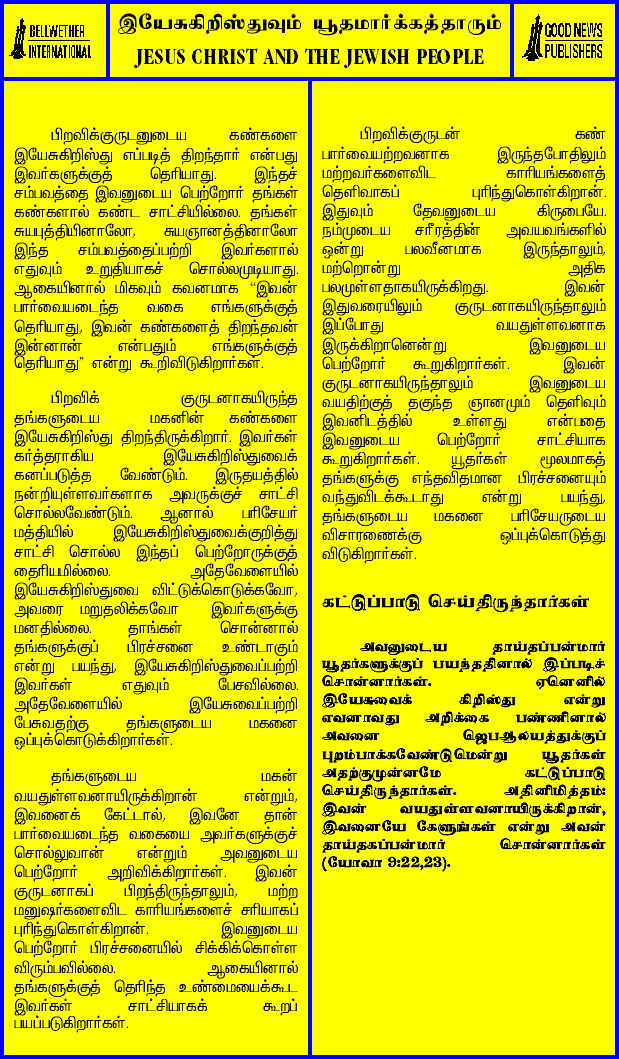 BELLWETHER
INTERNATIONAL
இயேசுகிறிஸ்துவும் யூதமார்க்கத்தாரும்
JESUS CHRIST AND THE JEWISH PEOPLE
GOOD NEWS
PUBLISHERS
பிறவிக்குருடனுடைய கண்களை
இயேசுகிறிஸ்து எப்படித் திறந்தார் என்பது
இவர்களுக்குத் தெரியாது. இந்தச்
சம்பவத்தை இவனுடைய பெற்றோர் தங்கள்
கண்களால் கண்ட சாட்சியில்லை. தங்கள்
சுயபுத்தியினாலோ, சுயஞானத்தினாலோ
இந்த சம்பவத்தைப்பற்றி இவர்களால்
எதுவும் உறுதியாகச் சொல்லமுடியாது.
ஆகையினால் மிகவும் கவனமாக "இவன்
பார்வையடைந்த வகை எங்களுக்குத்
தெரியாது, இவன் கண்களைத் திறந்தவன்
இன்னான் என்பதும் எங்களுக்குத்
தெரியாது" என்று கூறிவிடுகிறார்கள்.
பிறவிக் குருடனாகயிருந்த
தங்களுடைய மகனின் கண்களை
இயேசுகிறிஸ்து திறந்திருக்கிறார். இவர்கள்
கர்த்தராகிய இயேசுகிறிஸ்துவைக்
கனப்படுத்த வேண்டும். இருதயத்தில்
நன்றியுள்ளவர்களாக அவருக்குச் சாட்சி
சொல்லவேண்டும். ஆனால் பரிசேயர்
மத்தியில் இயேசுகிறிஸ்துவைக்குறித்து
சாட்சி சொல்ல இந்தப் பெற்றோருக்குத்
தைரியமில்லை. அதேவேளையில்
இயேசுகிறிஸ்துவை விட்டுக்கொடுக்கவோ,
அவரை மறுதலிக்கவோ இவர்களுக்கு
மனதில்லை. தாங்கள் சொன்னால்
தங்களுக்குப் பிரச்சனை உண்டாகும்
என்று பயந்து, இயேசுகிறிஸ்துவைப்பற்றி
இவர்கள் எதுவும் பேசவில்லை.
அதேவேளையில் இயேசுவைப்பற்றி
பேசுவதற்கு தங்களுடைய மகனை
ஒப்புக்கொடுக்கிறார்கள்.
தங்களுடைய மகன்
வயதுள்ளவனாயிருக்கிறான் என்றும்,
இவனைக் கேட்டால், இவனே தான்
பார்வையடைந்த வகையை அவர்களுக்குச்
சொல்லுவான் என்றும் அவனுடைய
பெற்றோர் அறிவிக்கிறார்கள். இவன்
குருடனாகப் பிறந்திருந்தாலும், மற்ற
மனுஷர்களைவிட காரியங்களைச் சரியாகப்
புரிந்துகொள்கிறான். இவனுடைய
பெற்றோர் பிரச்சனையில் சிக்கிக்கொள்ள
விரும்பவில்லை. ஆகையினால்
தங்களுக்குத் தெரிந்த உண்மையைக்கூட
இவர்கள் சாட்சியாகக் கூறப்
பயப்படுகிறார்கள்.
பிறவிக்குருடன் கண்
பார்வையற்றவனாக இருந்தபோதிலும்
மற்றவர்களைவிட காரியங்களைத்
தெளிவாகப் புரிந்துகொள்கிறான்.
இதுவும் தேவனுடைய கிருபையே.
நம்முடைய சரீரத்தின் அவயவங்களில்
ஒன்று பலவீனமாக இருந்தாலும்,
மற்றொன்று அதிக
பலமுள்ளதாகயிருக்கிறது. இவன்
இதுவரையிலும் குருடனாகயிருந்தாலும்
இப்போது வயதுள்ளவனாக
இருக்கிறானென்று இவனுடைய
பெற்றோர் கூறுகிறார்கள். இவன்
குருடனாகயிருந்தாலும் இவனுடைய
வயதிற்குத் தகுந்த ஞானமும் தெளிவும்
இவனிடத்தில் உள்ளது என்பதை
இவனுடைய பெற்றோர் சாட்சியாக
கூறுகிறார்கள். யூதர்கள் மூலமாகத்
தங்களுக்கு எந்தவிதமான பிரச்சனையும்
வந்துவிடக்கூடாது என்று பயந்து,
தங்களுடைய மகனை பரிசேயருடைய
விசாரணைக்கு ஒப்புக்கொடுத்து
விடுகிறார்கள்.
கட்டுப்பாடு செய்திருந்தார்கள்
அவனுடைய தாய்தப்பன்மார்
யூதர்களுக்குப் பயந்ததினால் இப்படிச்
சொன்னார்கள். ஏனெனில்
இயேசுவைக் கிறிஸ்து என்று
எவனாவது அறிக்கை பண்ணினால்
அவனை ஜெபஆலயத்துக்குப்
புறம்பாக்கவேண்டுமென்று யூதர்கள்
அதற்குமுன்னமே கட்டுப்பாடு
செய்திருந்தார்கள். அதினிமித்தம்:
இவன் வயதுள்ளவனாயிருக்கிறான்,
இவனையே கேளுங்கள் என்று அவன்
தாய்தகப்பன்மார் சொன்னார்கள்
(யோவா 9:22,23).